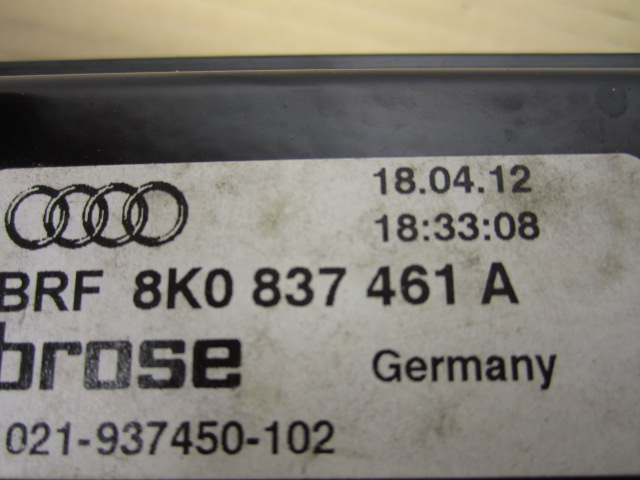 18.04.12
18:33:08
BRF 8K0 837 461 A
brose
Germany
021-937450-102